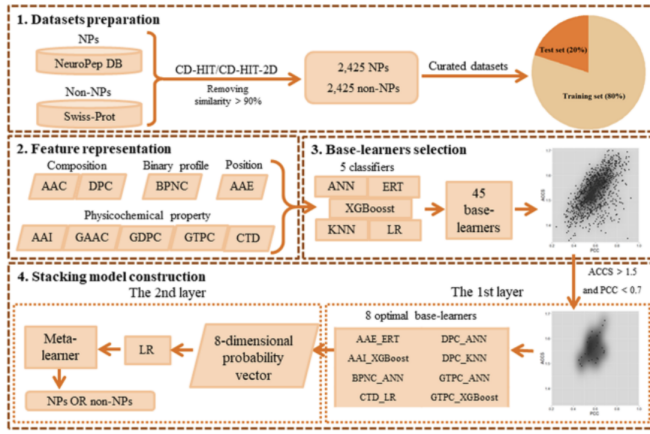 1. Datasets preparation
NPs
NeuroPep DB
Non-NPs
Swiss-Prot
CD-HIT/CD-HIT-2D
Removing
similarity > 90%
2,425 NPs
2,425 non-NPs
Curated datasets
Test set (20%)
Training set (80%)
2. Feature representation
Composition
Binary profile
Position
AAC
DPC
BPNC
AAE
Physicochemical property
AAI
GAAC
GDPC
GTPC
CTD
3. Base-learners selection
5 classifiers
ANN
ERT
XGBoosst
KNN
LR
45
base-
learners
ACCS
PCC
ACCS > 1.5
and PCC < 0.7
4. Stacking model construction
The 2nd layer
The 1st layer
Meta-
learner
LR
8-dimensional
probability
vector
NPs OR non-NPs
8 optimal base-learners
AAE_ERT
DPC_ANN
AAI_XGBoost
DPC_KNN
BPNC_ANN
GTPC_ANN
CTD_LR
GTPC_XGBoost
ACCS
PCC